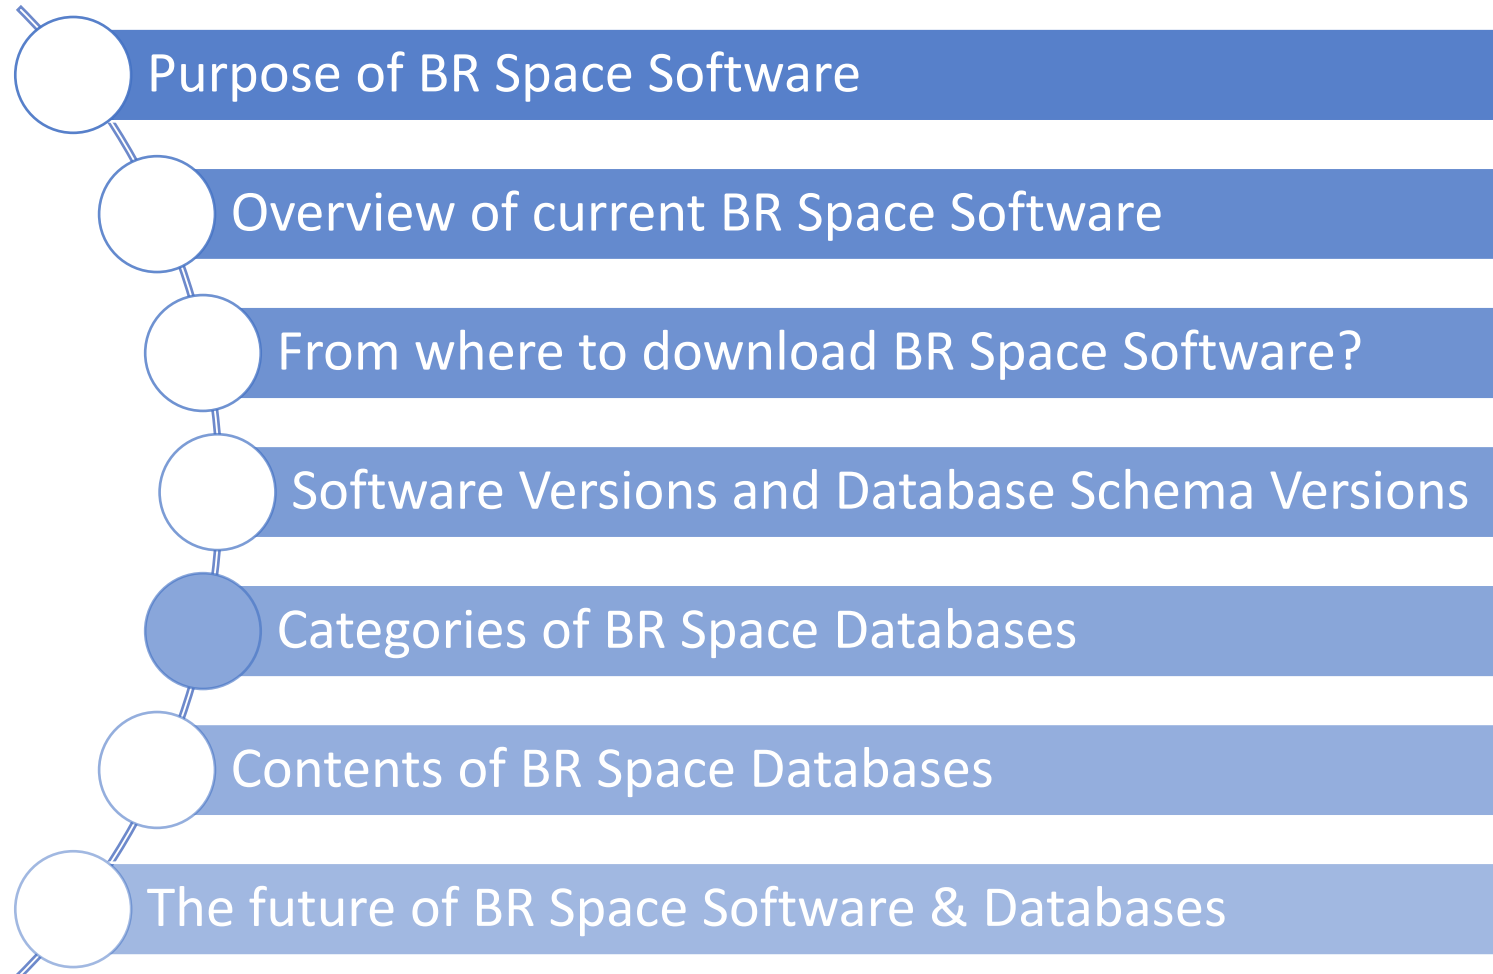 Purpose of BR Space Software
Overview of current BR Space Software
From where to download BR Space Software?
Software Versions and Database Schema Versions
Categories of BR Space Databases
Contents of BR Space Databases
The future of BR Space Software & Databases